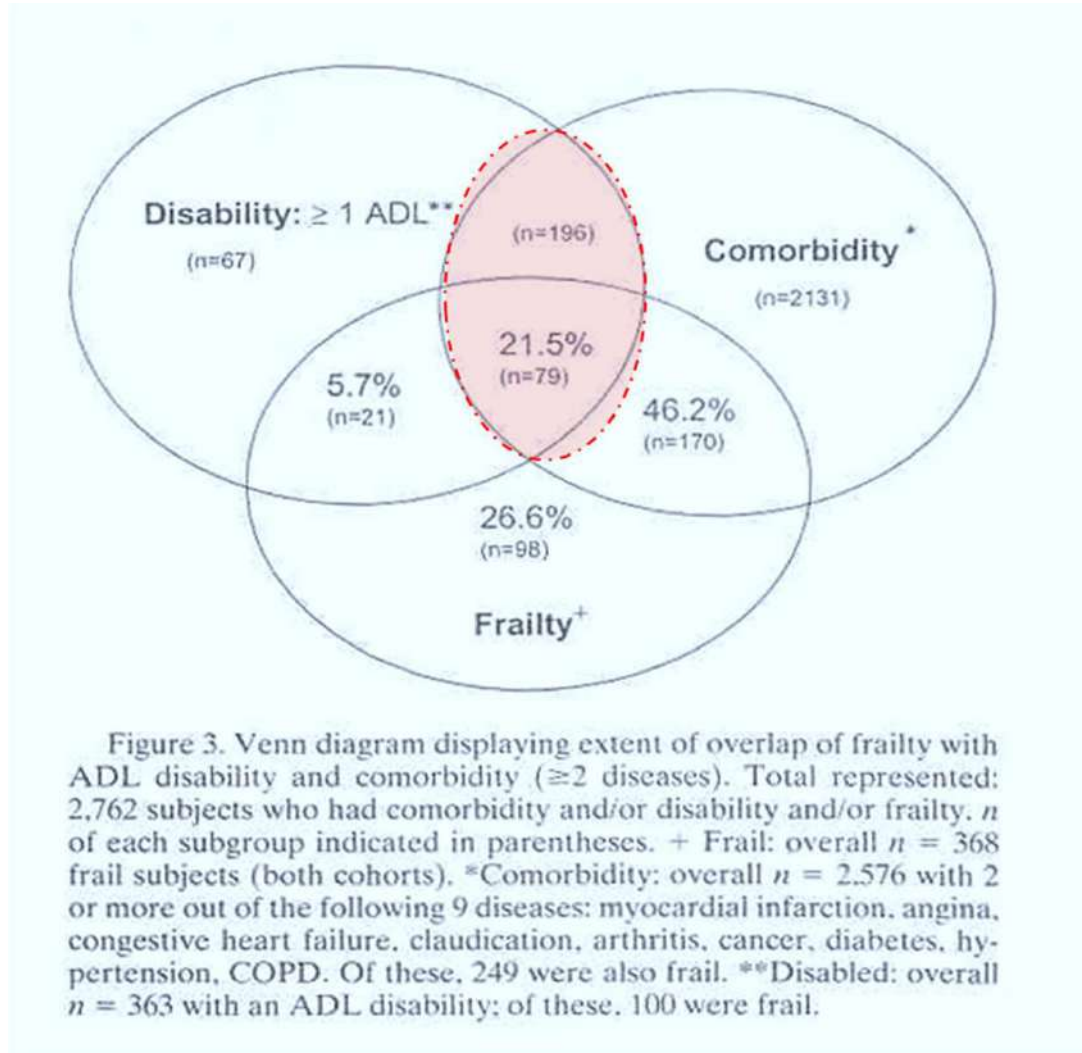 Disability: ≥ 1 ADL**
(n=67)
(n=196)
Comorbidity*
(n=2131)
21.5%
(n=79)
5.7%
(n=21)
46.2%
(n=170)
26.6%
(n=98)
Frailty+
Figure 3. Venn diagram displaying extent of overlap of frailty with
ADL disability and comorbidity (≥2 diseases). Total represented:
2,762 subjects who had comorbidity and/or disability and/or frailty. n
of each subgroup indicated in parentheses. + Frail: overall n = 368
frail subjects (both cohorts). *Comorbidity: overall n = 2,576 with 2
or more out of the following 9 diseases: myocardial infarction, angina,
congestive heart failure, claudication, arthritis, cancer, diabetes, hy-
pertension, COPD. Of these, 249 were also frail. **Disabled: overall
n = 363 with an ADL disability; of these, 100 were frail.